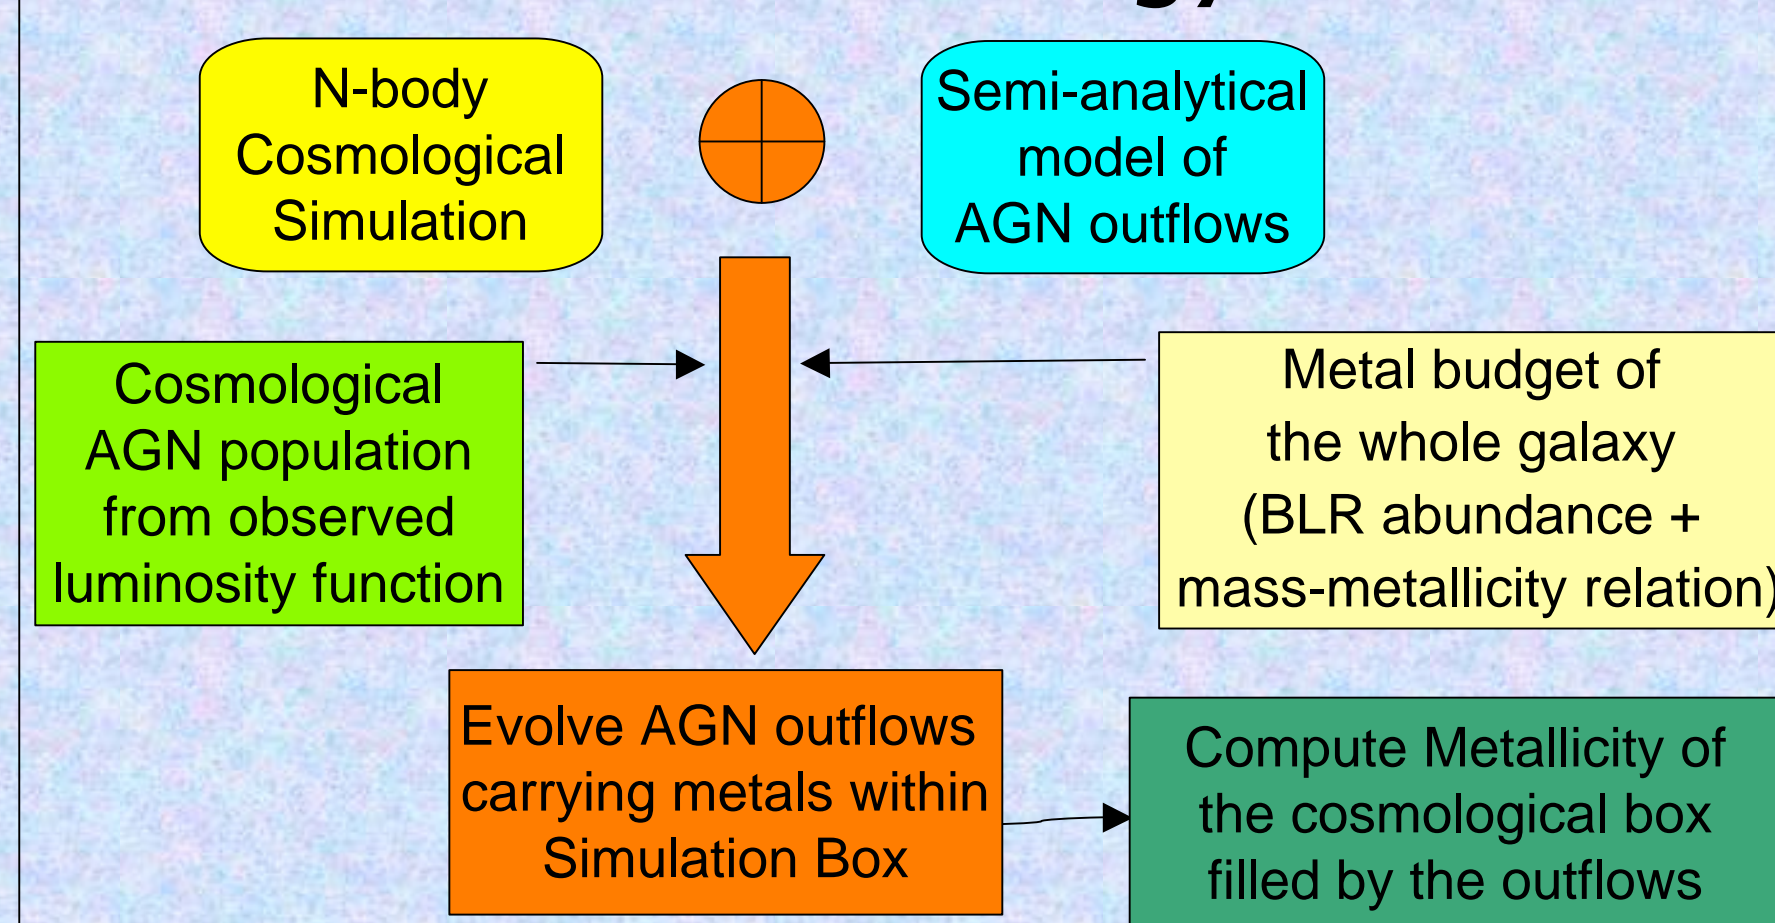 N-body
Cosmological
Simulation
Semi-analytical
model of
AGN outflows
Cosmological
AGN population
from observed
luminosity function
Metal budget of
the whole galaxy
(BLR abundance +
mass-metallicity relation)
Evolve AGN outflows
carrying metals within
Simulation Box
Compute Metallicity of
the cosmological box
filled by the outflows